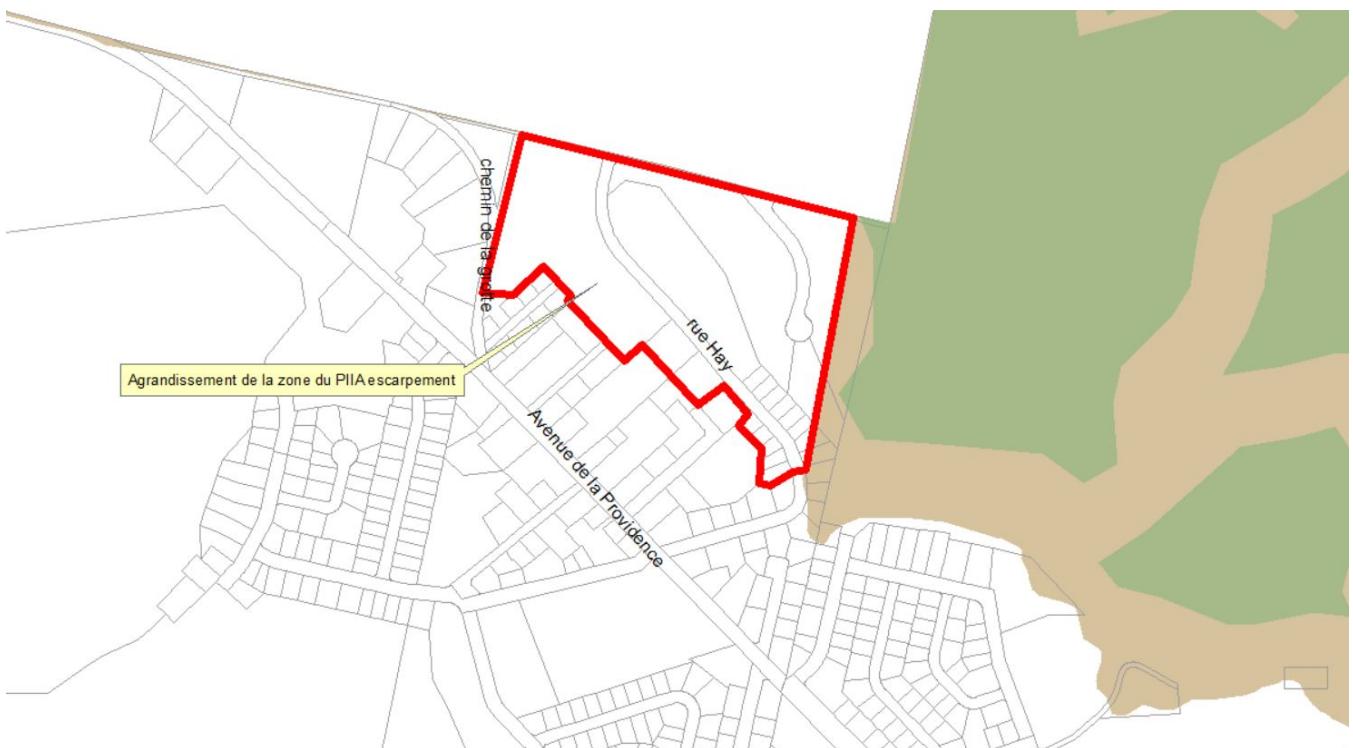 chemin de la grotte
rue Hay
Agrandissement de la zone du PIIA escarpement
Avenue de la Providence